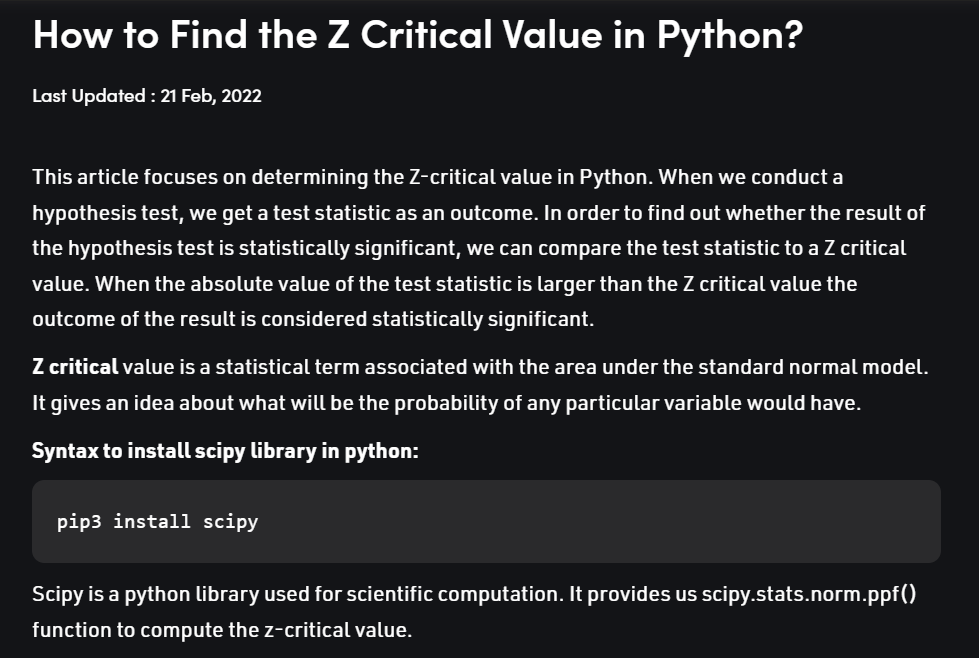 How to Find the Z Critical Value in Python?
Last Updated : 21 Feb, 2022
This article focuses on determining the Z-critical value in Python. When we conduct a
hypothesis test, we get a test statistic as an outcome. In order to find out whether the result of
the hypothesis test is statistically significant, we can compare the test statistic to a Z critical
value. When the absolute value of the test statistic is larger than the Z critical value the
outcome of the result is considered statistically significant.
Z critical value is a statistical term associated with the area under the standard normal model.
It gives an idea about what will be the probability of any particular variable would have.
Syntax to install scipy library in python:
pip3 install scipy
Scipy is a python library used for scientific computation. It provides us scipy.stats.norm.ppf()
function to compute the z-critical value.